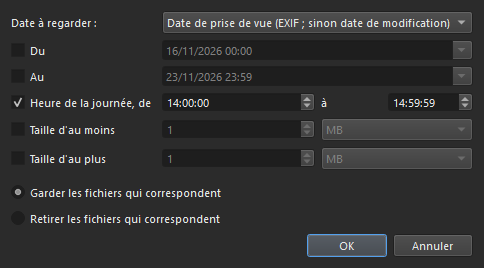 Date à regarder : Date de prise de vue (EXIF ; sinon date de modification)
Du 16/11/2026 00:00
Au 23/11/2026 23:59
Heure de la journée, de 14:00:00 à 14:59:59
Taille d'au moins 1 MB
Taille d'au plus 1 MB
Garder les fichiers qui correspondent
Retirer les fichiers qui correspondent
OK Annuler